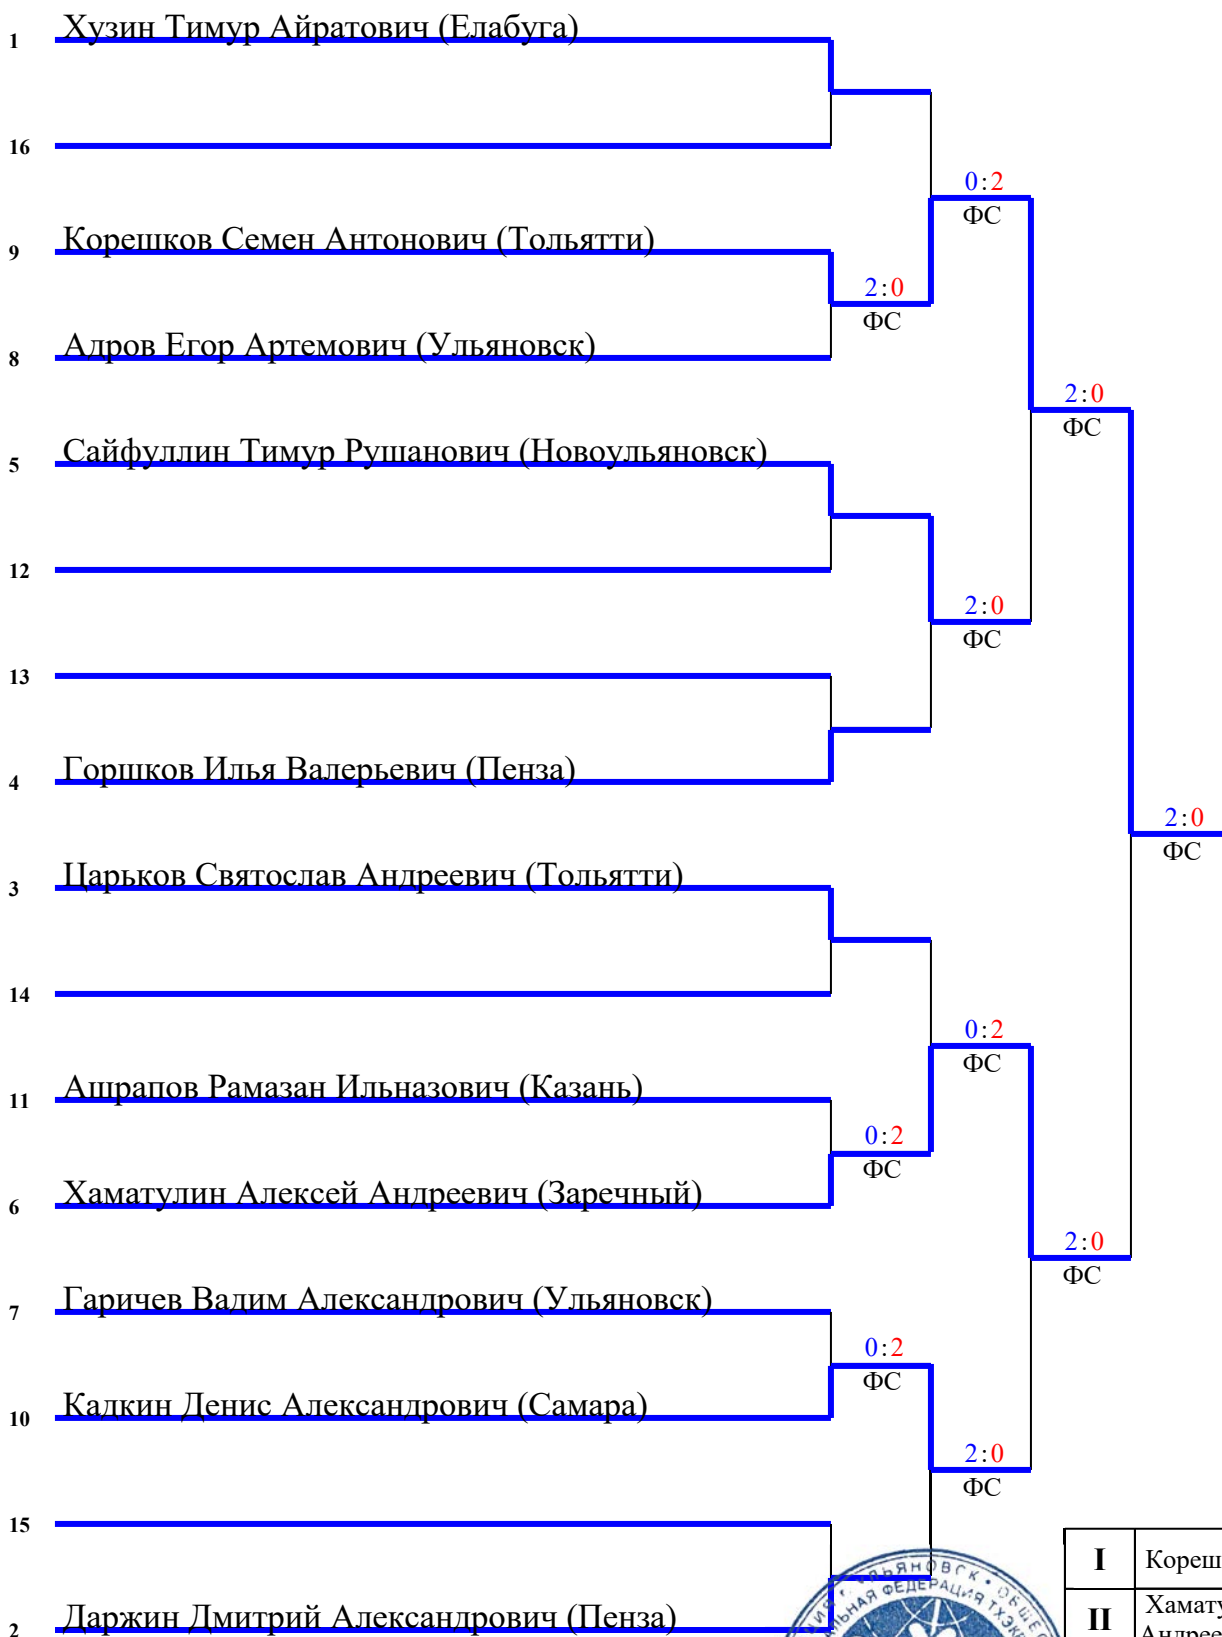 1 Хузин Тимур Айратович (Елабуга)
16
0:2
ФС
9 Корешков Семен Антонович (Тольятти)
2:0
ФС
8 Адров Егор Артемович (Ульяновск)
2:0
ФС
5 Сайфуллин Тимур Рушанович (Новоульяновск)
12
2:0
ФС
13
4 Горшков Илья Валерьевич (Пенза)
2:0
ФС
3 Царьков Святослав Андреевич (Тольятти)
14
0:2
ФС
11 Ашрапов Рамазан Ильназович (Казань)
0:2
ФС
6 Хаматулин Алексей Андреевич (Заречный)
2:0
ФС
7 Гаричев Вадим Александрович (Ульяновск)
0:2
ФС
10 Кадкин Денис Александрович (Самара)
2:0
ФС
15
I Кореш
II Хамату
Андрее
2 Даржин Дмитрий Александрович (Пенза)